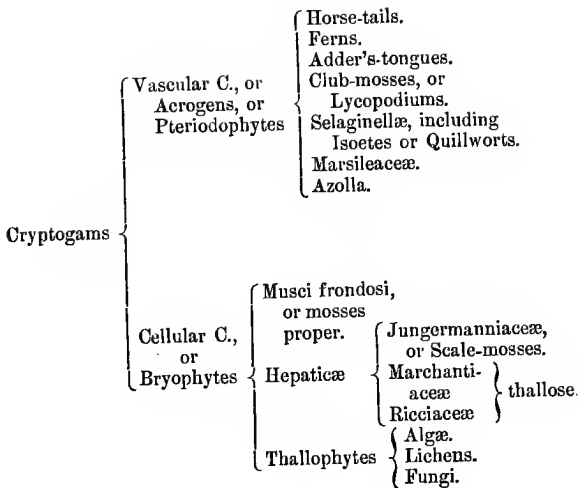 Horse-tails.
Ferns.
Adder's-tongues.
Vascular C., or
Acrogens, or
Pteriodophytes
Club-mosses, or
Lycopodiums.
Selaginellæ, including
Isoetes or Quillworts.
Marsileaceæ.
Azolla.
Cryptogams
Musci frondosi,
or mosses
proper.
Cellular C.,
or
Bryophytes
Hepaticæ
Jungermanniaceæ,
or Scale-mosses.
Marchanti-
aceæ
Ricciaceæ
thallose.
Thallophytes
Algæ.
Lichens.
Fungi.